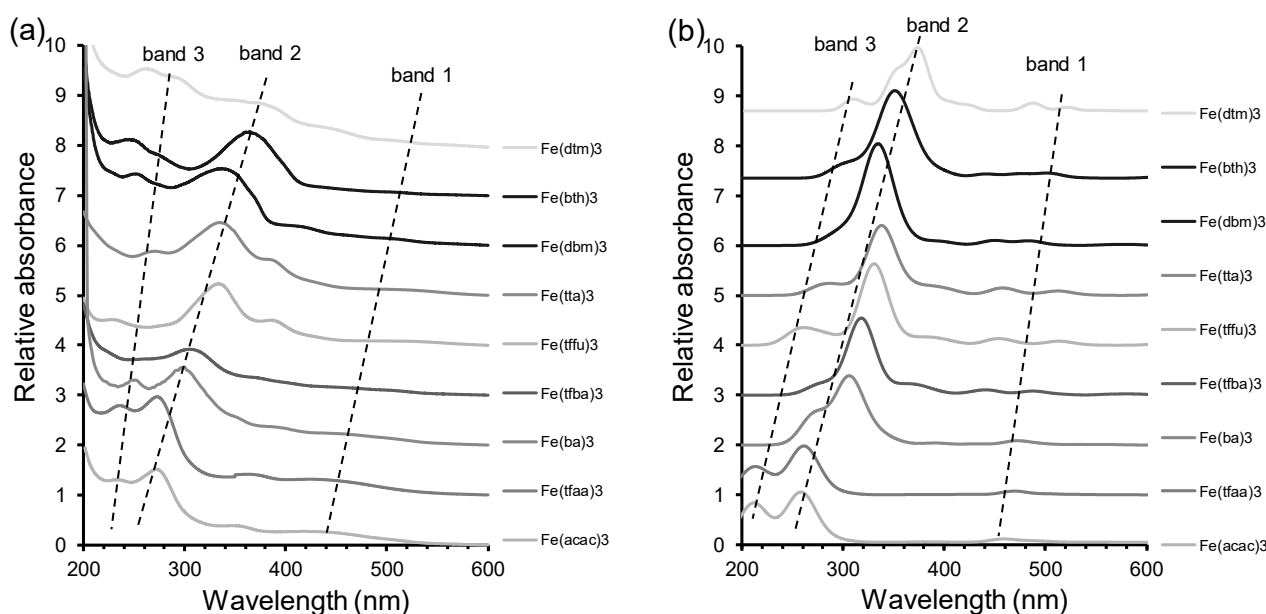 (a)
band 3
band 2
band 1
10
9
8
7
6
5
4
3
2
1
0
Relative absorbance
200
300
400
500
600
Wavelength (nm)
Fe(dtm)3
Fe(bth)3
Fe(dbm)3
Fe(tta)3
Fe(tffu)3
Fe(tfba)3
Fe(ba)3
Fe(tfaa)3
Fe(acac)3
(b)
band 3
band 2
band 1
10
9
8
7
6
5
4
3
2
1
0
Relative absorbance
200
300
400
500
600
Wavelength (nm)
Fe(dtm)3
Fe(bth)3
Fe(dbm)3
Fe(tta)3
Fe(tffu)3
Fe(tfba)3
Fe(ba)3
Fe(tfaa)3
Fe(acac)3